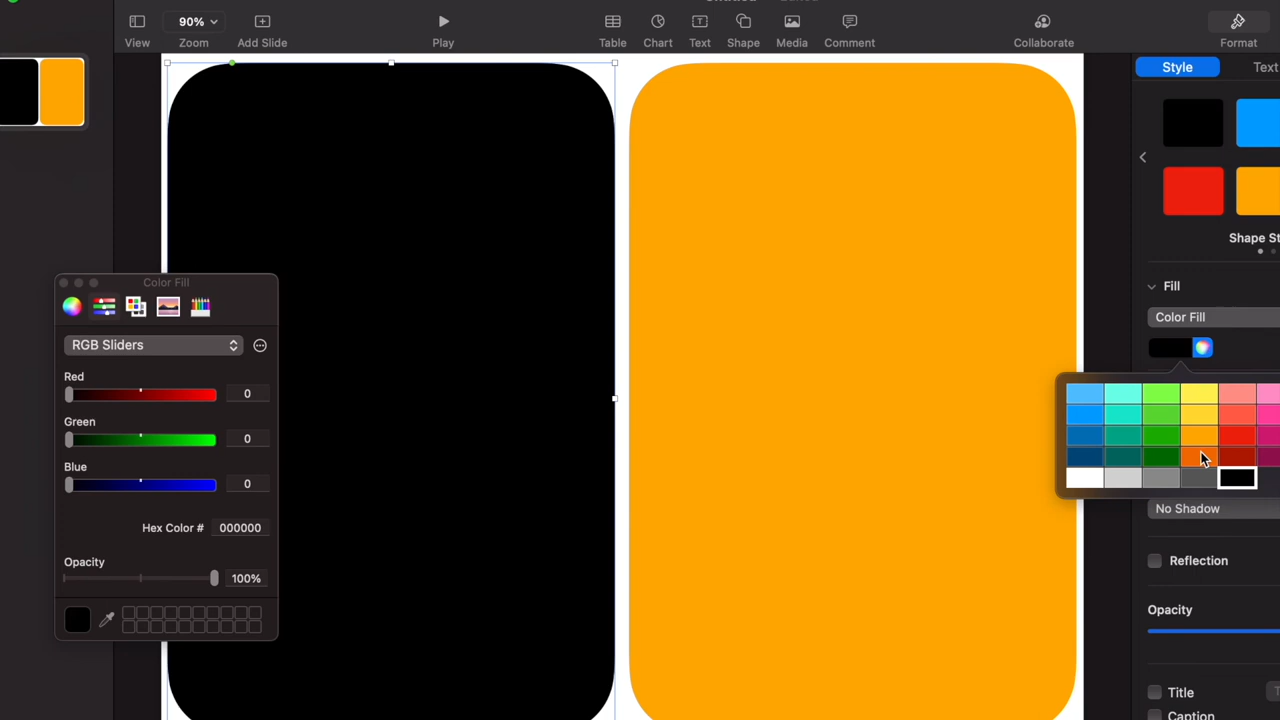 90%
View Zoom Add Slide Play Table Chart Text Shape Media Comment Collaborate Format
Style Text
Color Fill
RGB Sliders
Red
0
Green
0
Blue
0
Hex Color # 000000
Opacity
100%
Shape St
Fill
Color Fill
No Shadow
Reflection
Opacity
Title
Caption